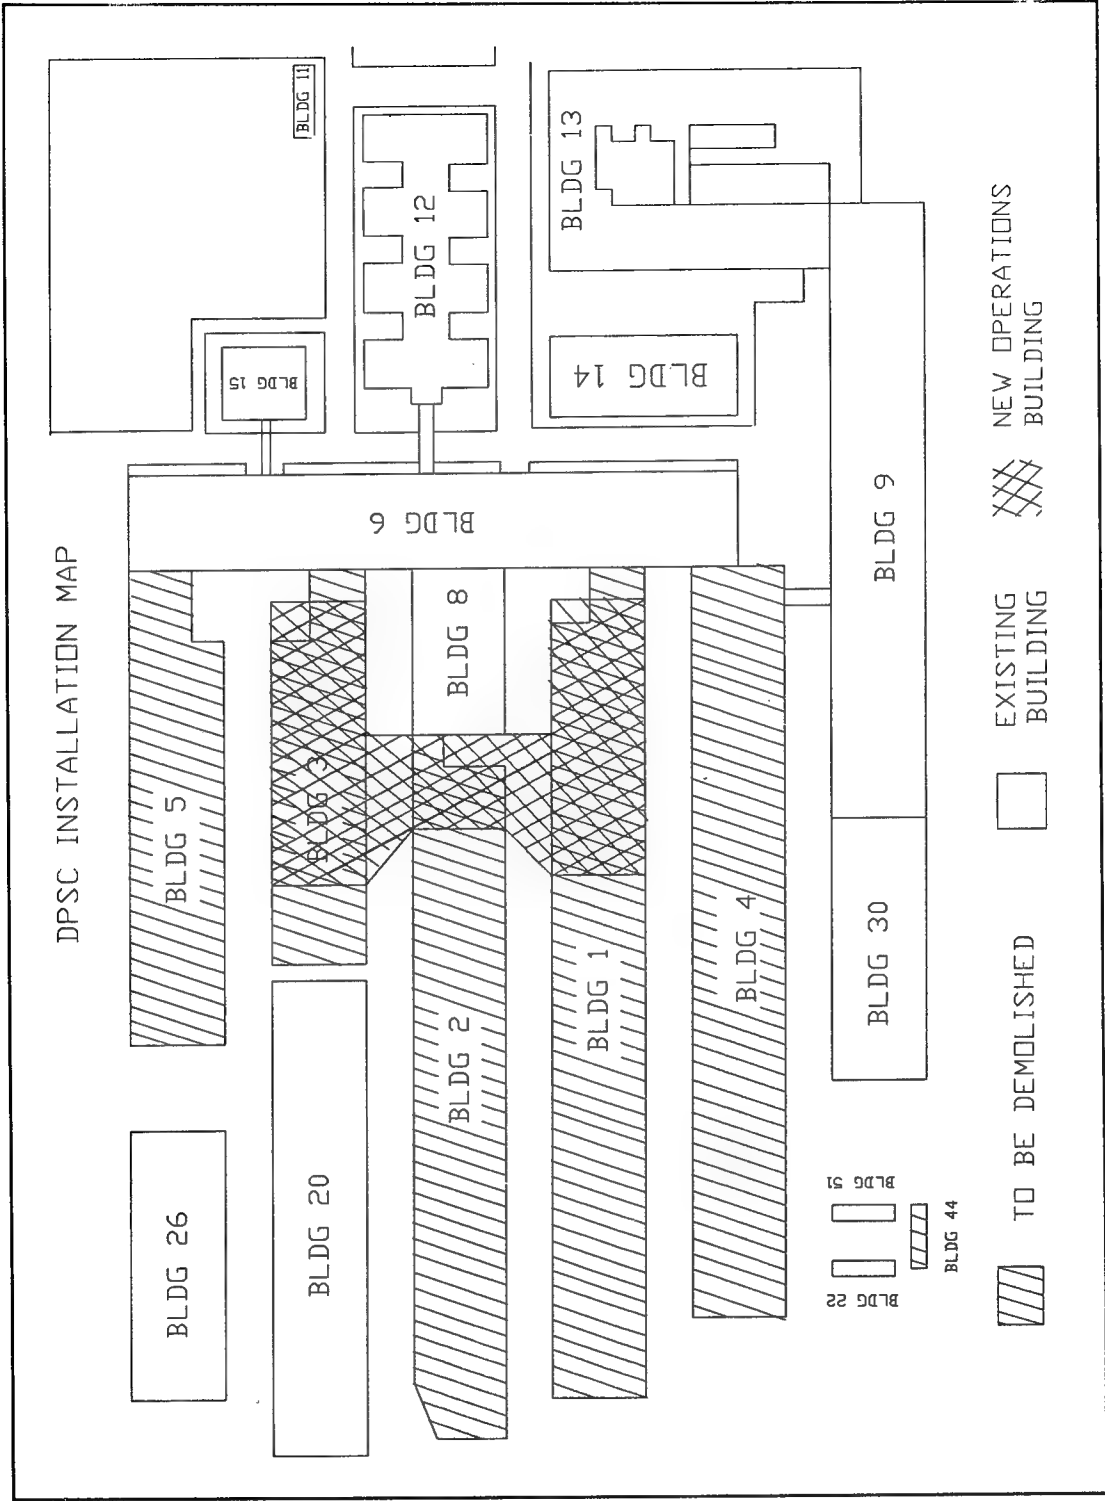 DPSC INSTALLATION MAP
BLDG 11
BLDG 15
BLDG 12
BLDG 13
BLDG 14
BLDG 6
BLDG 5
BLDG 3
BLDG 8
BLDG 9
BLDG 2
BLDG 1
BLDG 4
BLDG 30
BLDG 26
BLDG 20
BLDG 51
BLDG 22
BLDG 44
TO BE DEMOLISHED
EXISTING
BUILDING
NEW OPERATIONS
BUILDING